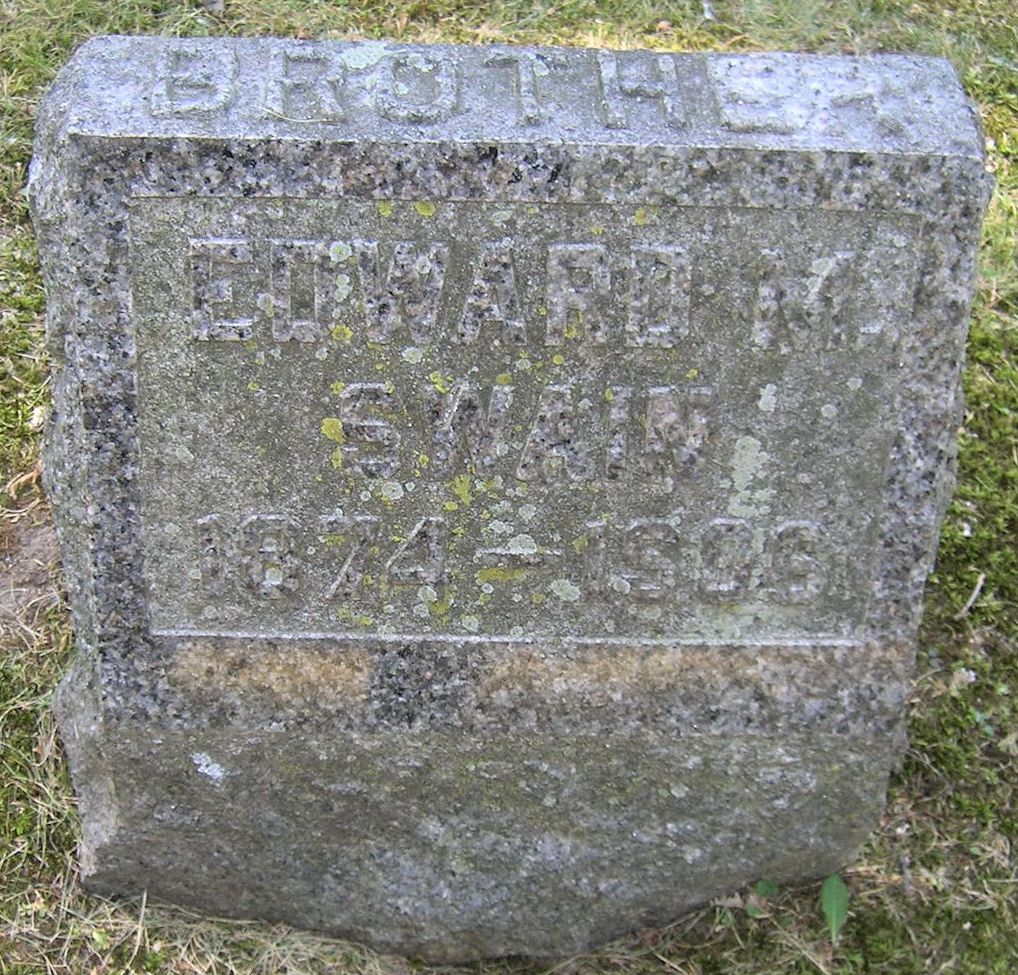 BROTHER
EDWARD M.
SWAIN
1874–1906